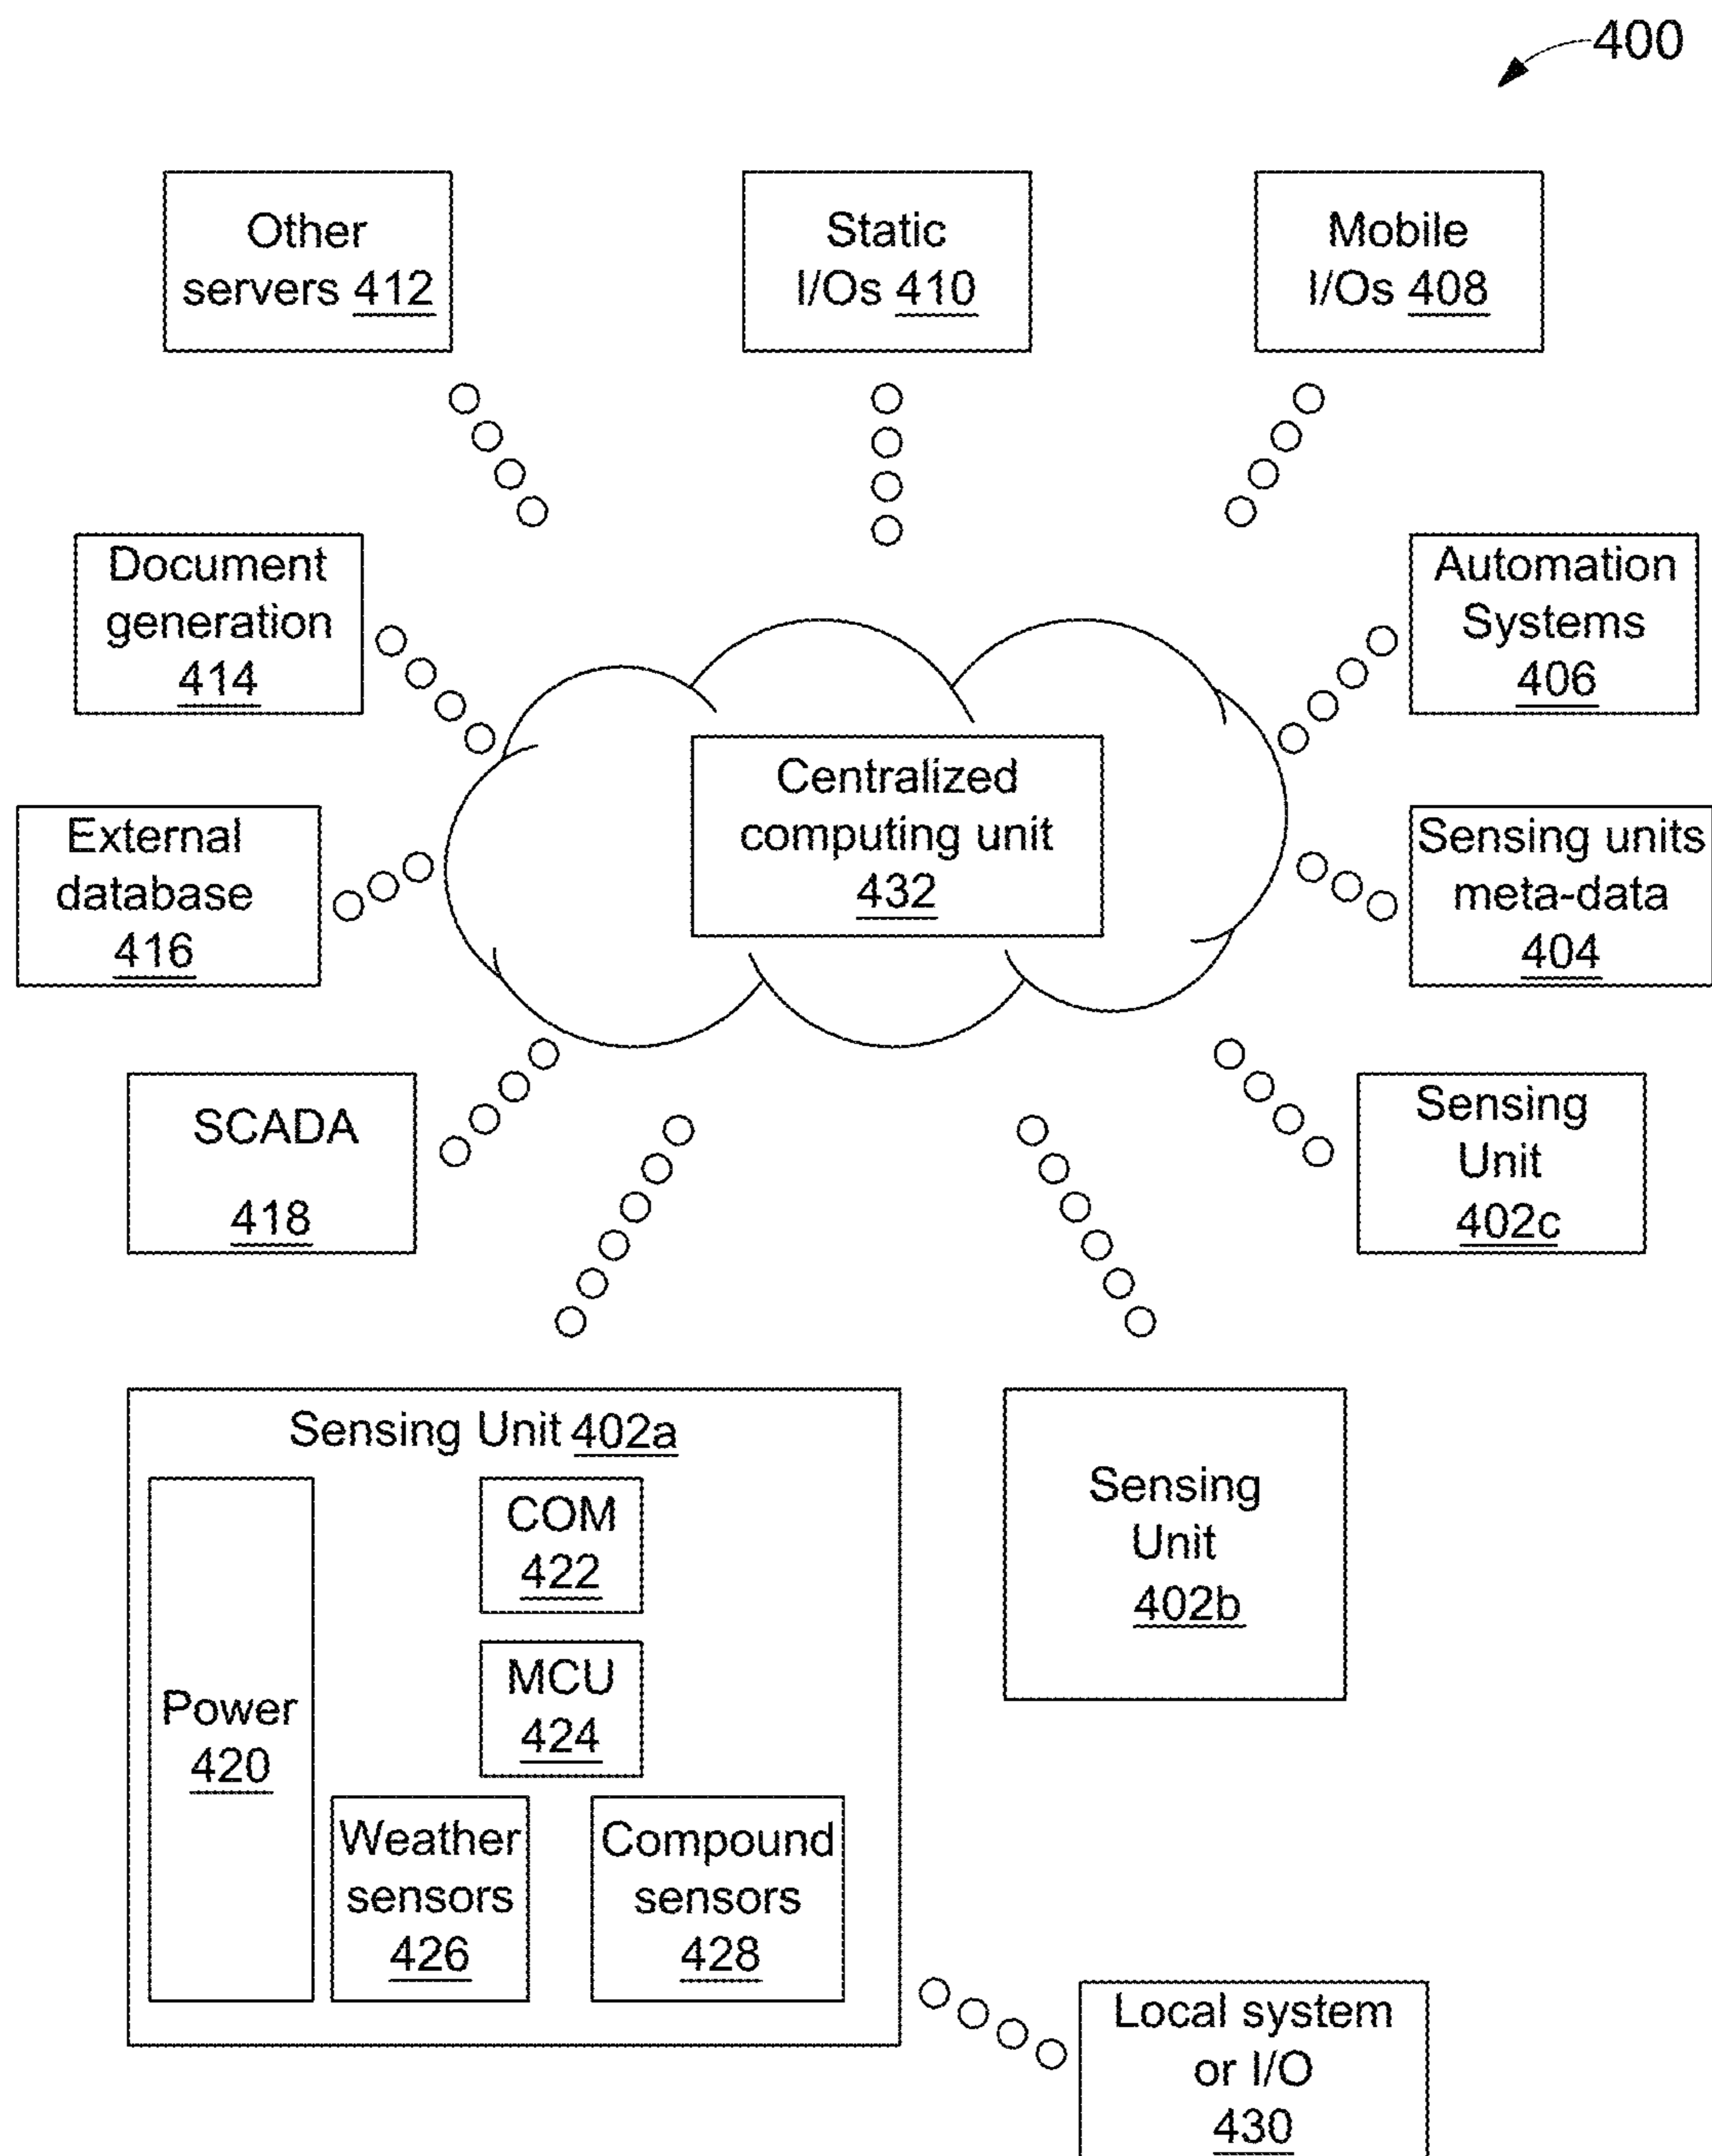 400
Other
servers 412
Static
I/Os 410
Mobile
I/Os 408
Document
generation
414
Automation
Systems
406
Centralized
computing unit
432
External
database
416
Sensing units
meta-data
404
SCADA
418
Sensing
Unit
402c
Sensing Unit 402a
COM
422
MCU
424
Power
420
Weather
sensors
426
Compound
sensors
428
Sensing
Unit
402b
Local system
or I/O
430